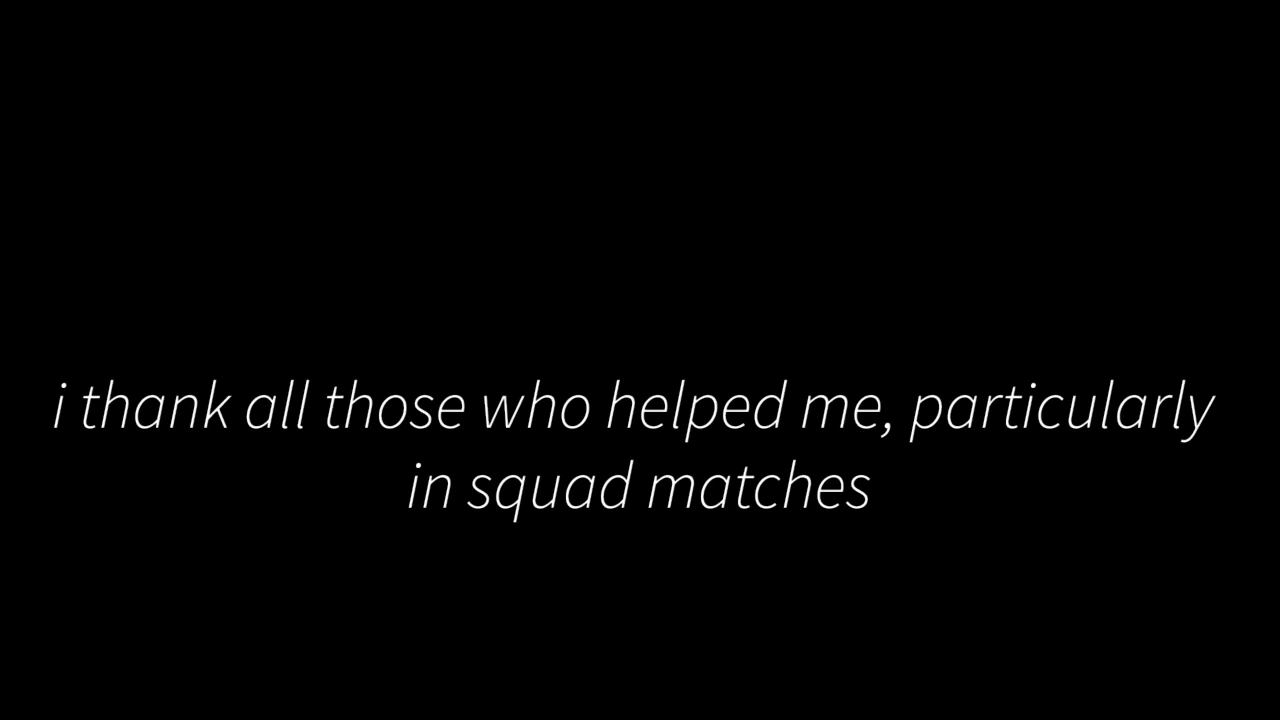 i thank all those who helped me, particularly
in squad matches